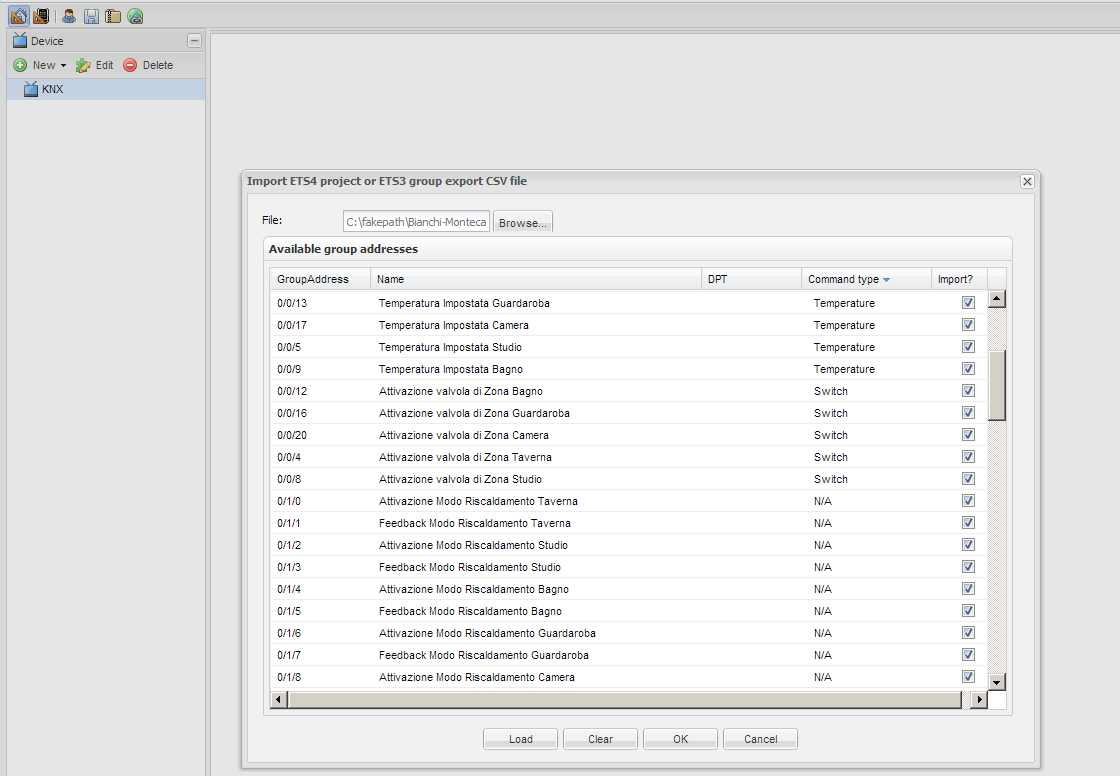 Device
New Edit Delete
KNX
Import ETS4 project or ETS3 group export CSV file
File: C:\fakepath\Bianchi-Monteca Browse...
Available group addresses
GroupAddress Name DPT Command type Import?
0/0/13 Temperatura Impostata Guardaroba Temperature
0/0/17 Temperatura Impostata Camera Temperature
0/0/5 Temperatura Impostata Studio Temperature
0/0/9 Temperatura Impostata Bagno Temperature
0/0/12 Attivazione valvola di Zona Bagno Switch
0/0/16 Attivazione valvola di Zona Guardaroba Switch
0/0/20 Attivazione valvola di Zona Camera Switch
0/0/4 Attivazione valvola di Zona Taverna Switch
0/0/8 Attivazione valvola di Zona Studio Switch
0/1/0 Attivazione Modo Riscaldamento Taverna N/A
0/1/1 Feedback Modo Riscaldamento Taverna N/A
0/1/2 Attivazione Modo Riscaldamento Studio N/A
0/1/3 Feedback Modo Riscaldamento Studio N/A
0/1/4 Attivazione Modo Riscaldamento Bagno N/A
0/1/5 Feedback Modo Riscaldamento Bagno N/A
0/1/6 Attivazione Modo Riscaldamento Guardaroba N/A
0/1/7 Feedback Modo Riscaldamento Guardaroba N/A
0/1/8 Attivazione Modo Riscaldamento Camera N/A
Load Clear OK Cancel